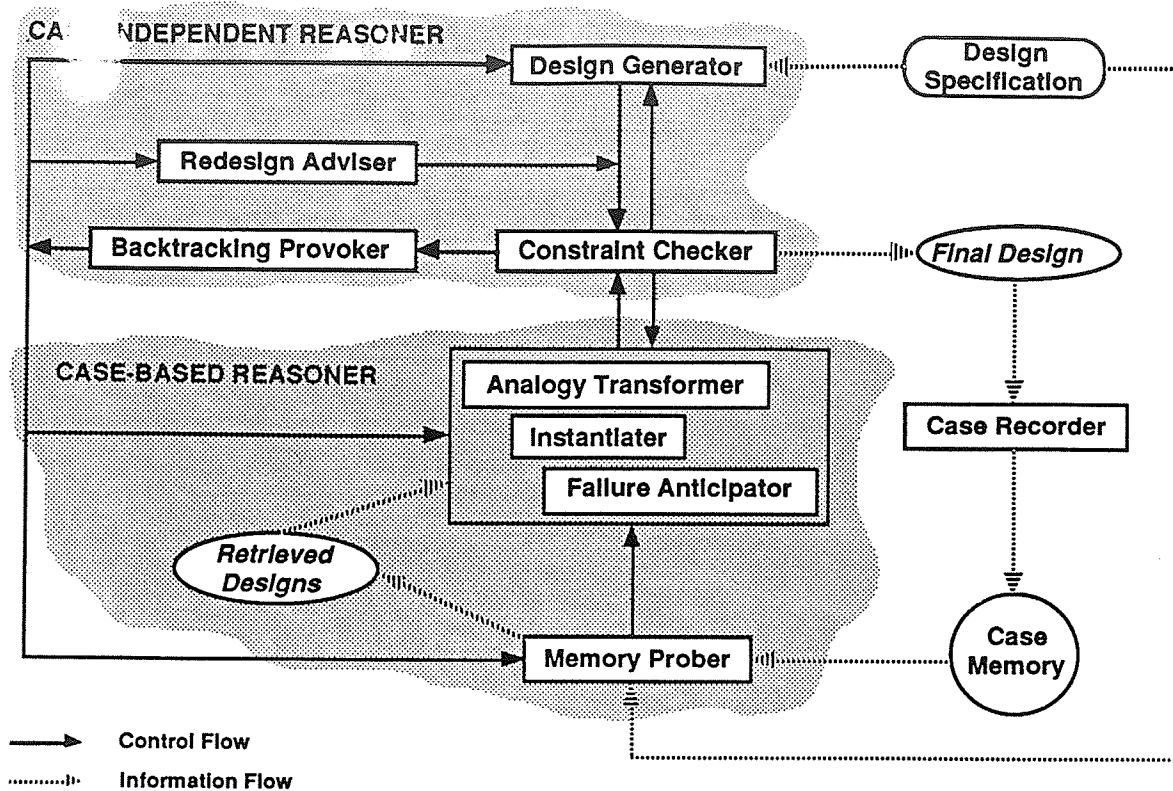 CA NDEPENDENT REASONER
Design Generator
Design
Specification
Redesign Adviser
Backtracking Provoker
Constraint Checker
Final Design
CASE-BASED REASONER
Analogy Transformer
Instantiater
Failure Anticipator
Case Recorder
Retrieved
Designs
Memory Prober
Case
Memory
Control Flow
Information Flow